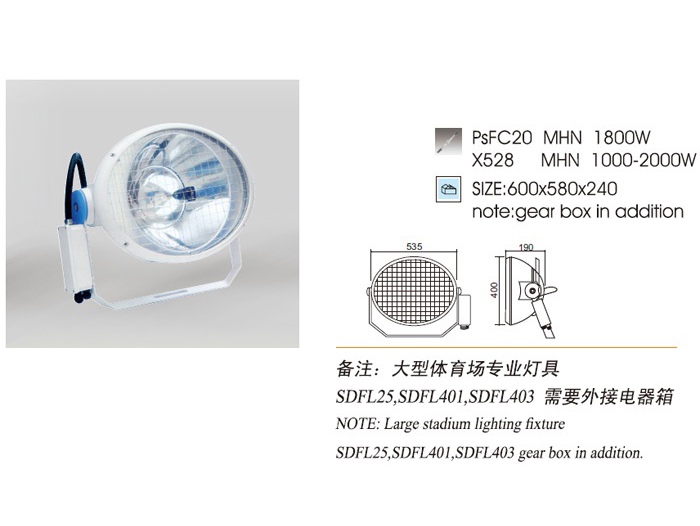 PsFC20 MHN 1800W
X528 MHN 1000-2000W
SIZE:600x580x240
note:gear box in addition
535
190
400
备注：大型体育场专业灯具
SDFL25,SDFL401,SDFL403 需要外接电器箱
NOTE: Large stadium lighting fixture
SDFL25,SDFL401,SDFL403 gear box in addition.